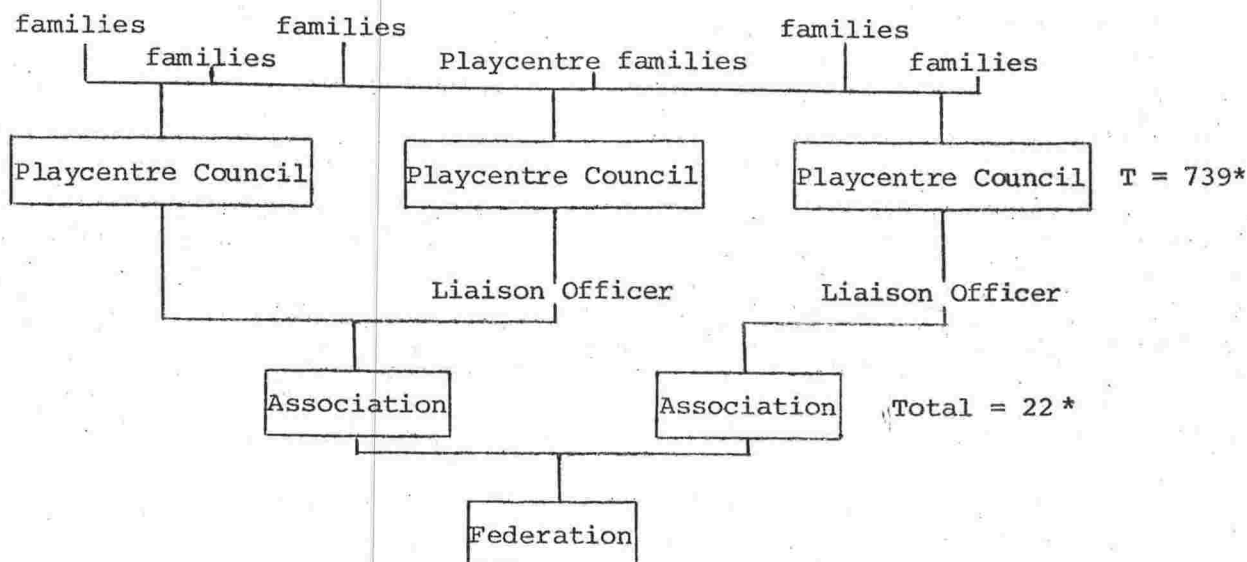 families families families
families Playcentre families families
Playcentre Council Playcentre Council Playcentre Council T = 739*
Liaison Officer Liaison Officer
Association Association Total = 22 *
Federation